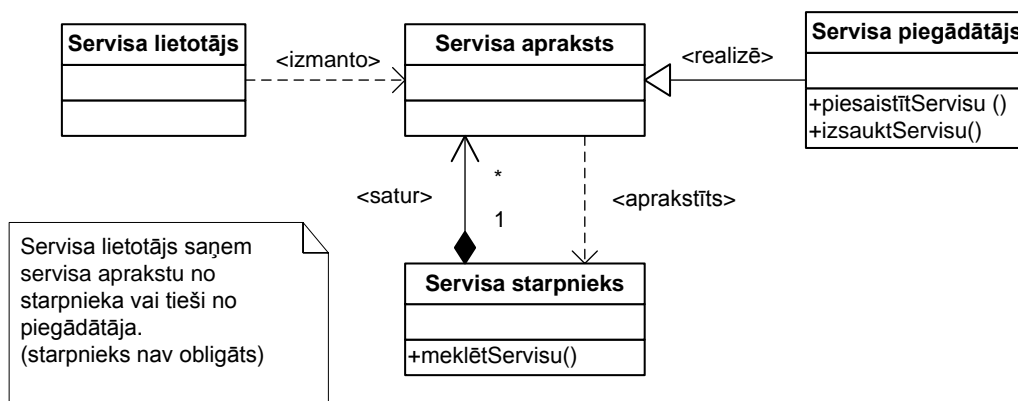 Servisa lietotājs
<izmanto>
Servisa apraksts
<realizē>
Servisa piegādātājs
+piesaistītServisu ()
+izsauktServisu()
<satur>
*
1
<aprakstīts>
Servisa lietotājs saņem
servisa aprakstu no
starpnieka vai tieši no
piegādātāja.
(starpnieks nav obligāts)
Servisa starpnieks
+meklētServisu()